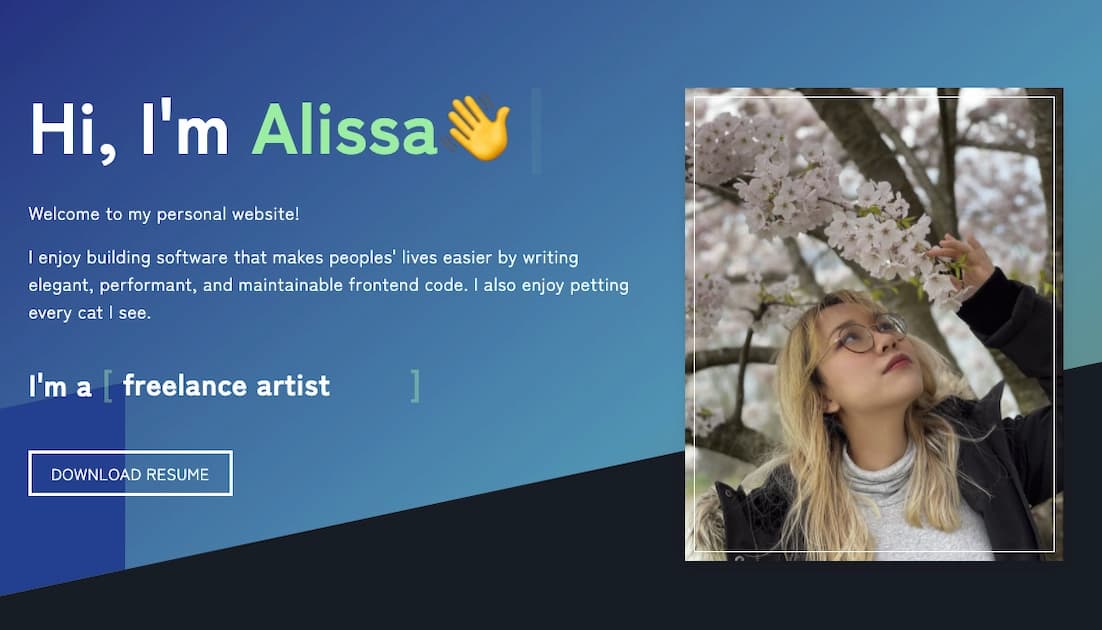 Hi, I'm Alissa👋
Welcome to my personal website!
I enjoy building software that makes peoples' lives easier by writing
elegant, performant, and maintainable frontend code. I also enjoy petting
every cat I see.
I'm a [ freelance artist ]
DOWNLOAD RESUME